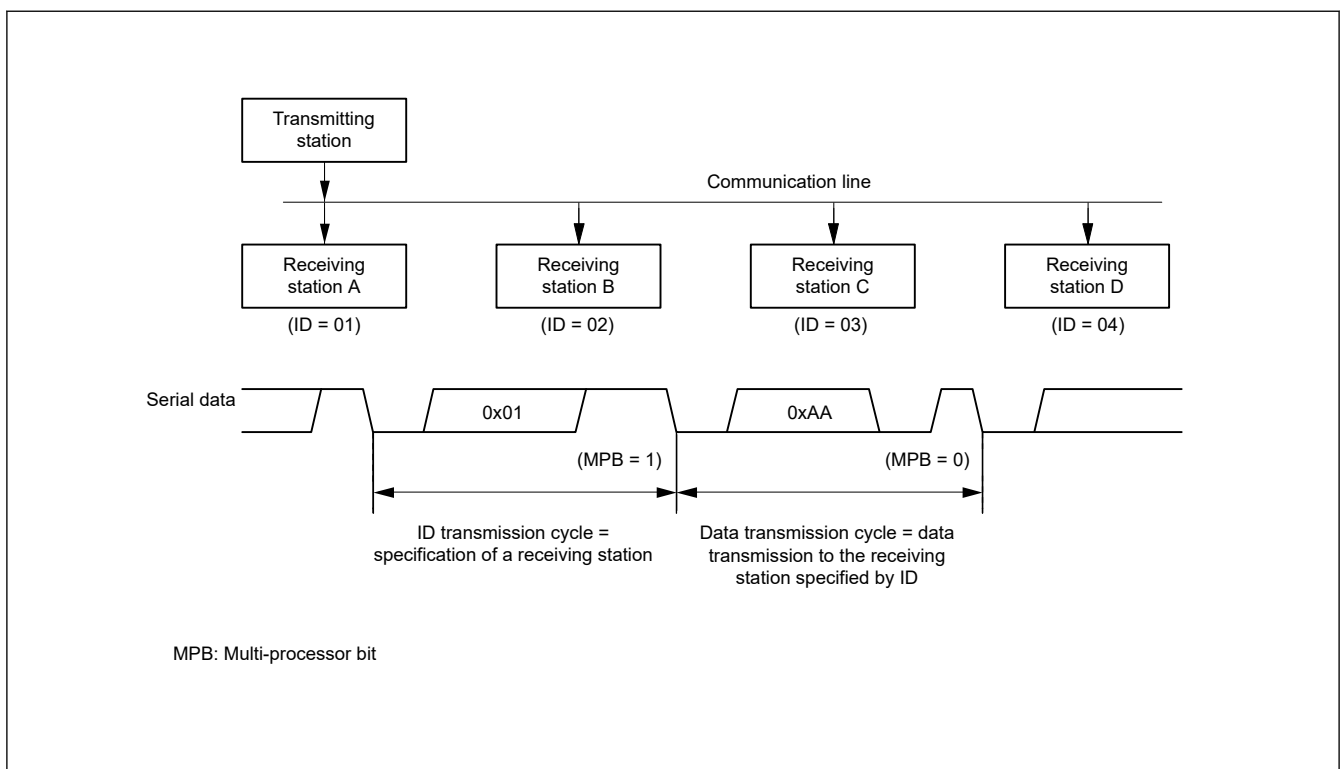 Transmitting
station
Communication line
Receiving
station A
Receiving
station B
Receiving
station C
Receiving
station D
(ID = 01)
(ID = 02)
(ID = 03)
(ID = 04)
Serial data
0x01
0xAA
(MPB = 1)
(MPB = 0)
ID transmission cycle =
specification of a receiving station
Data transmission cycle = data
transmission to the receiving
station specified by ID
MPB: Multi-processor bit